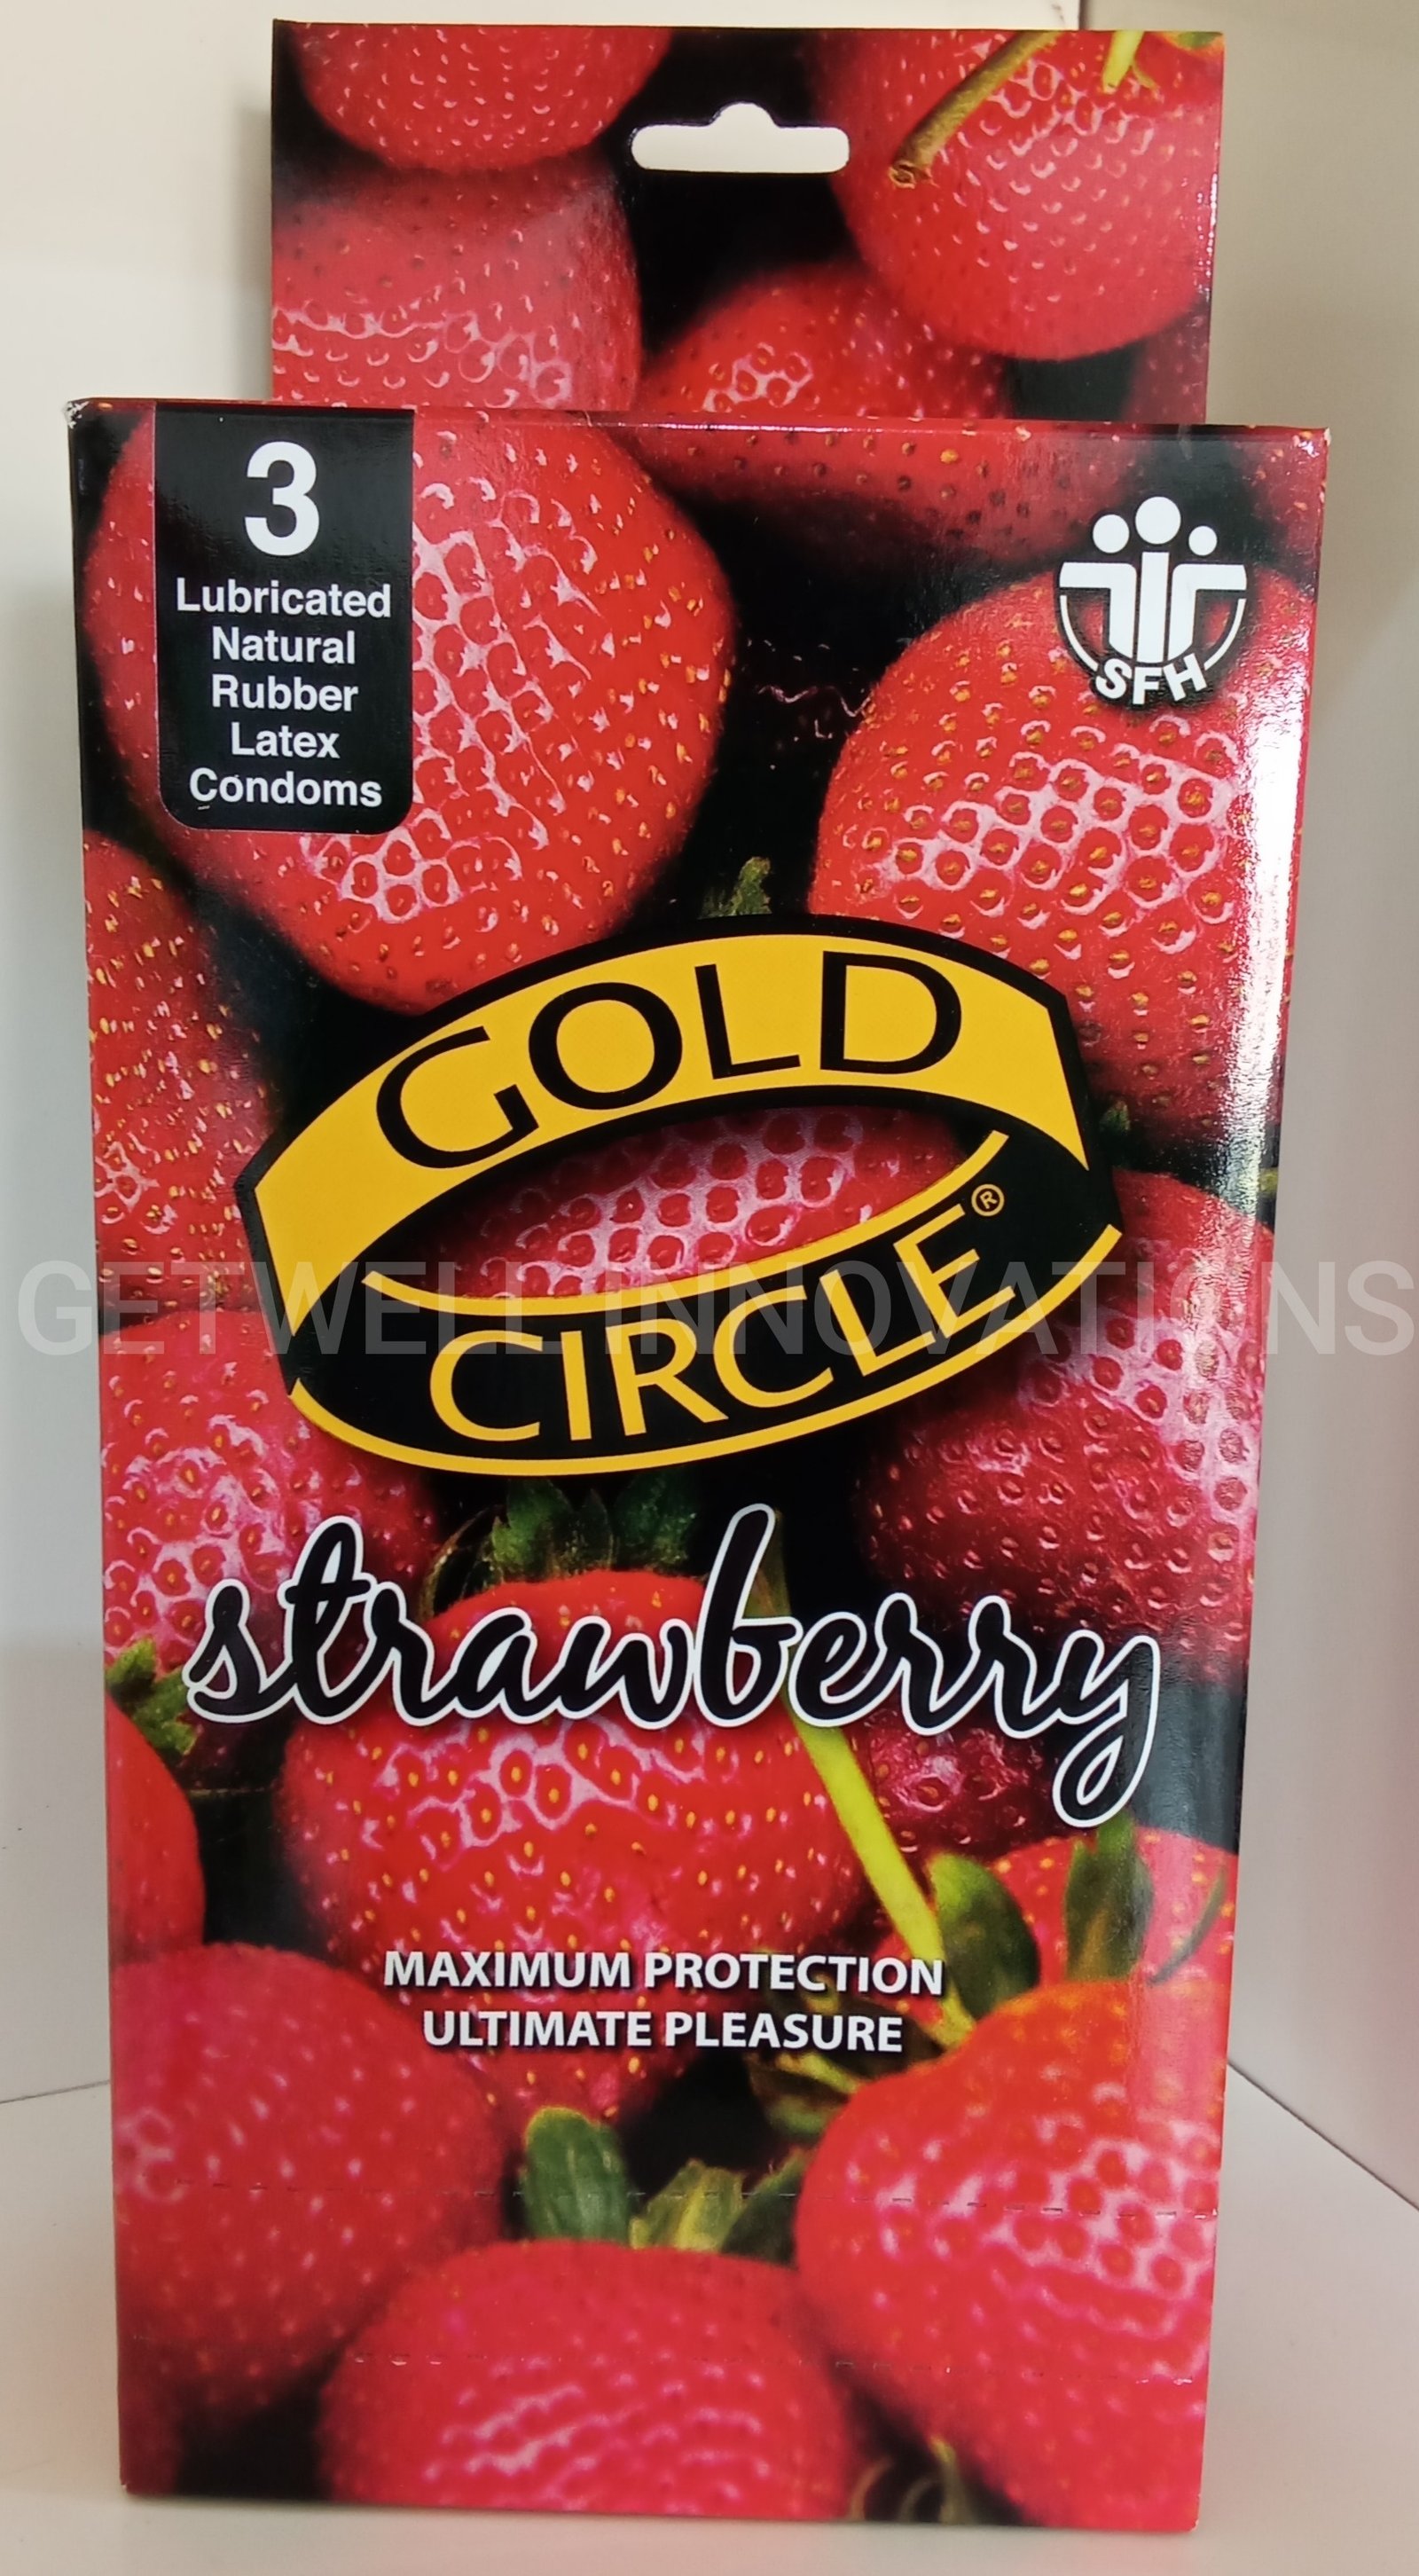 3
Lubricated
Natural
Rubber
Latex
Condoms
SFH
GOLD
CIRCLE®
GETWELL INNOVATIONS
strawberry
MAXIMUM PROTECTION
ULTIMATE PLEASURE